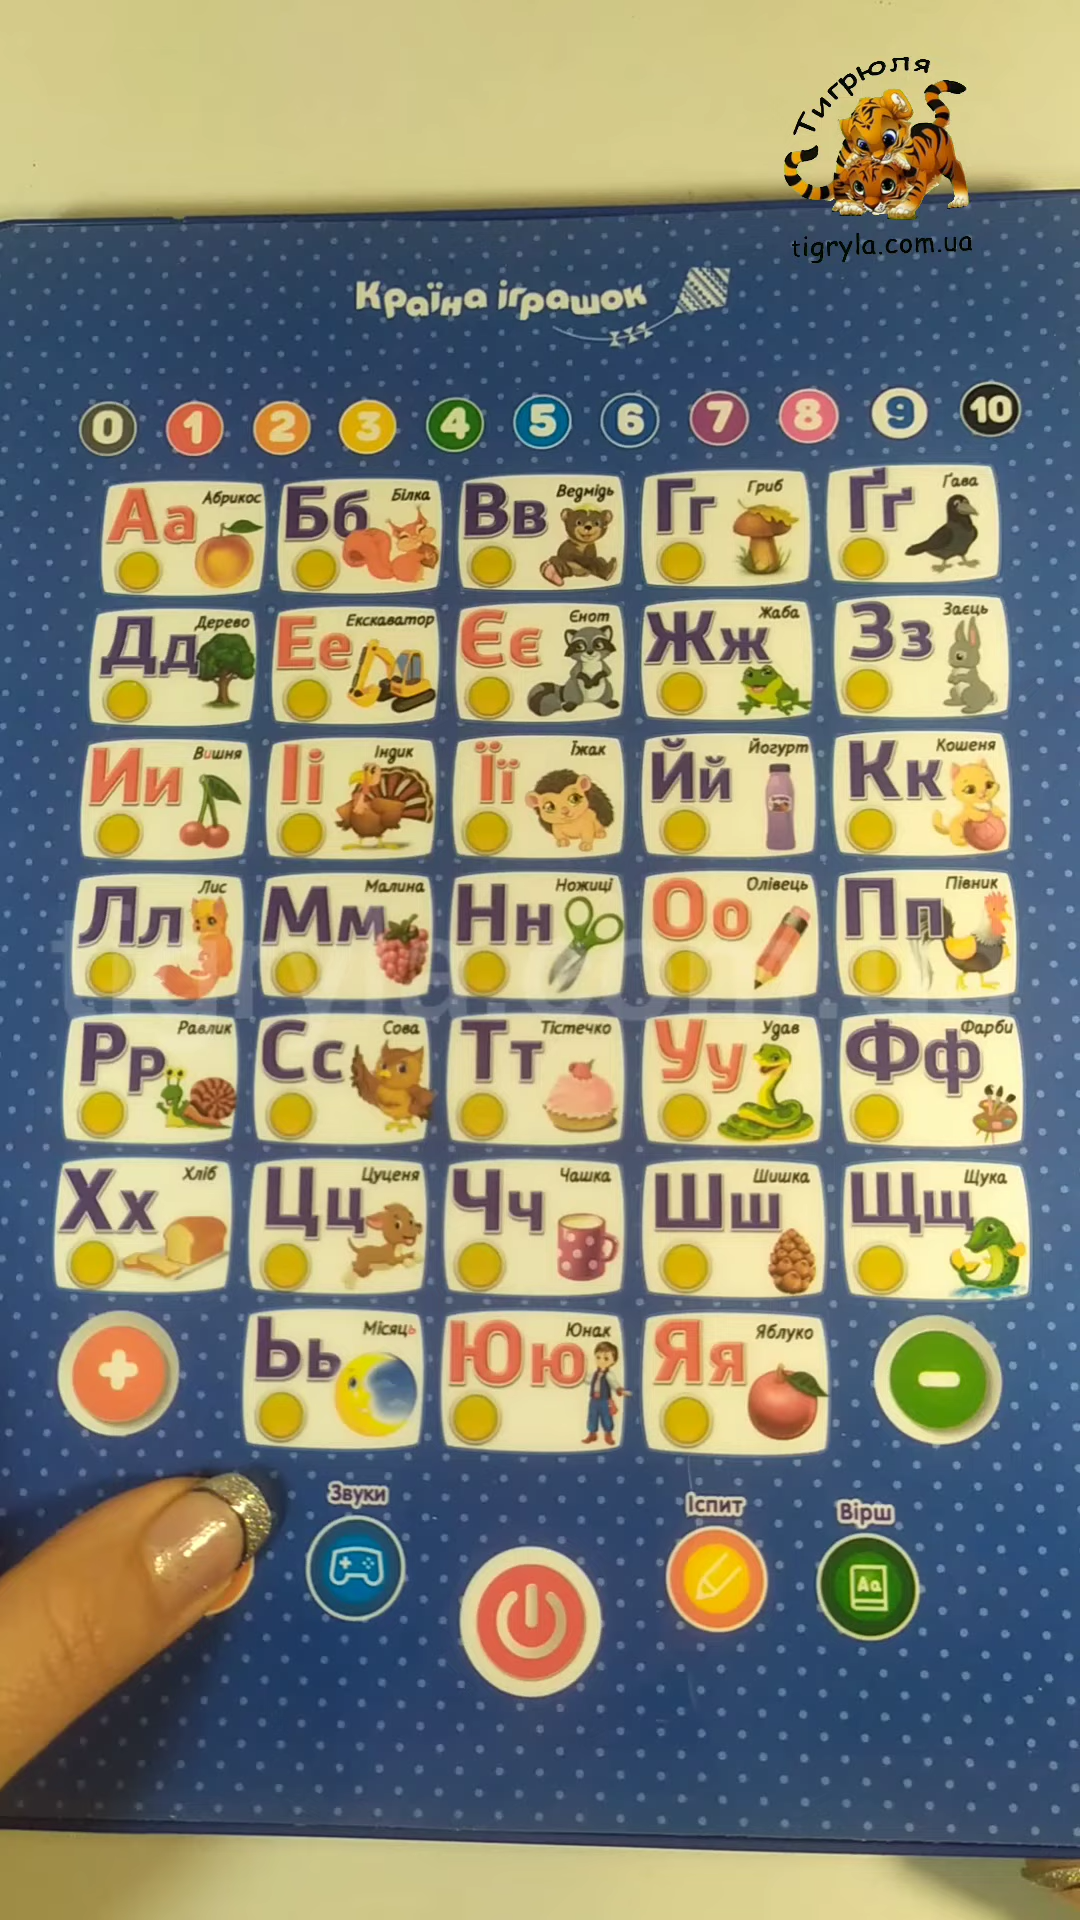 Тигрюля
tigryla.com.ua
Країна іграшок
0 1 2 3 4 5 6 7 8 9 10
Аа Абрикос
Бб Білка
Вв Ведмідь
Гг Гриб
Ґґ Ґава
Дд Дерево
Ее Екскаватор
Єє Єнот
Жж Жаба
Зз Заєць
Ии Вишня
Іі Індик
Її Їжак
Йй Йогурт
Кк Кошеня
Лл Лис
Мм Малина
Нн Ножиці
Оо Олівець
Пп Півник
tigryla.com.ua
Рр Равлик
Сс Сова
Тт Тістечко
Уу Удав
Фф Фарби
Хх Хліб
Цц Цуценя
Чч Чашка
Шш Шишка
Щщ Щука
+
Ьь Місяць
Юю Юнак
Яя Яблуко
-
Звуки
Іспит
Вірш
Аа